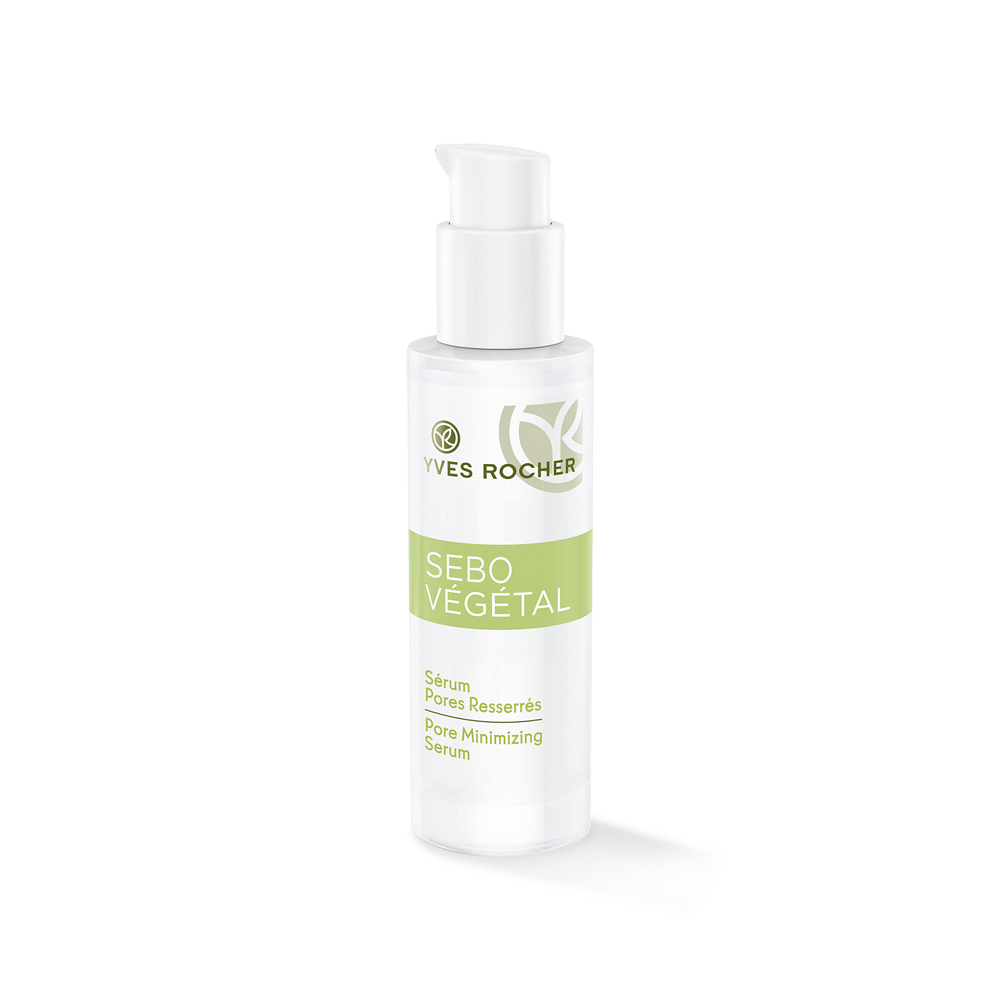 YVES ROCHER
SEBO
VÉGÉTAL
Sérum
Pores Resserrés
Pore Minimizing
Serum